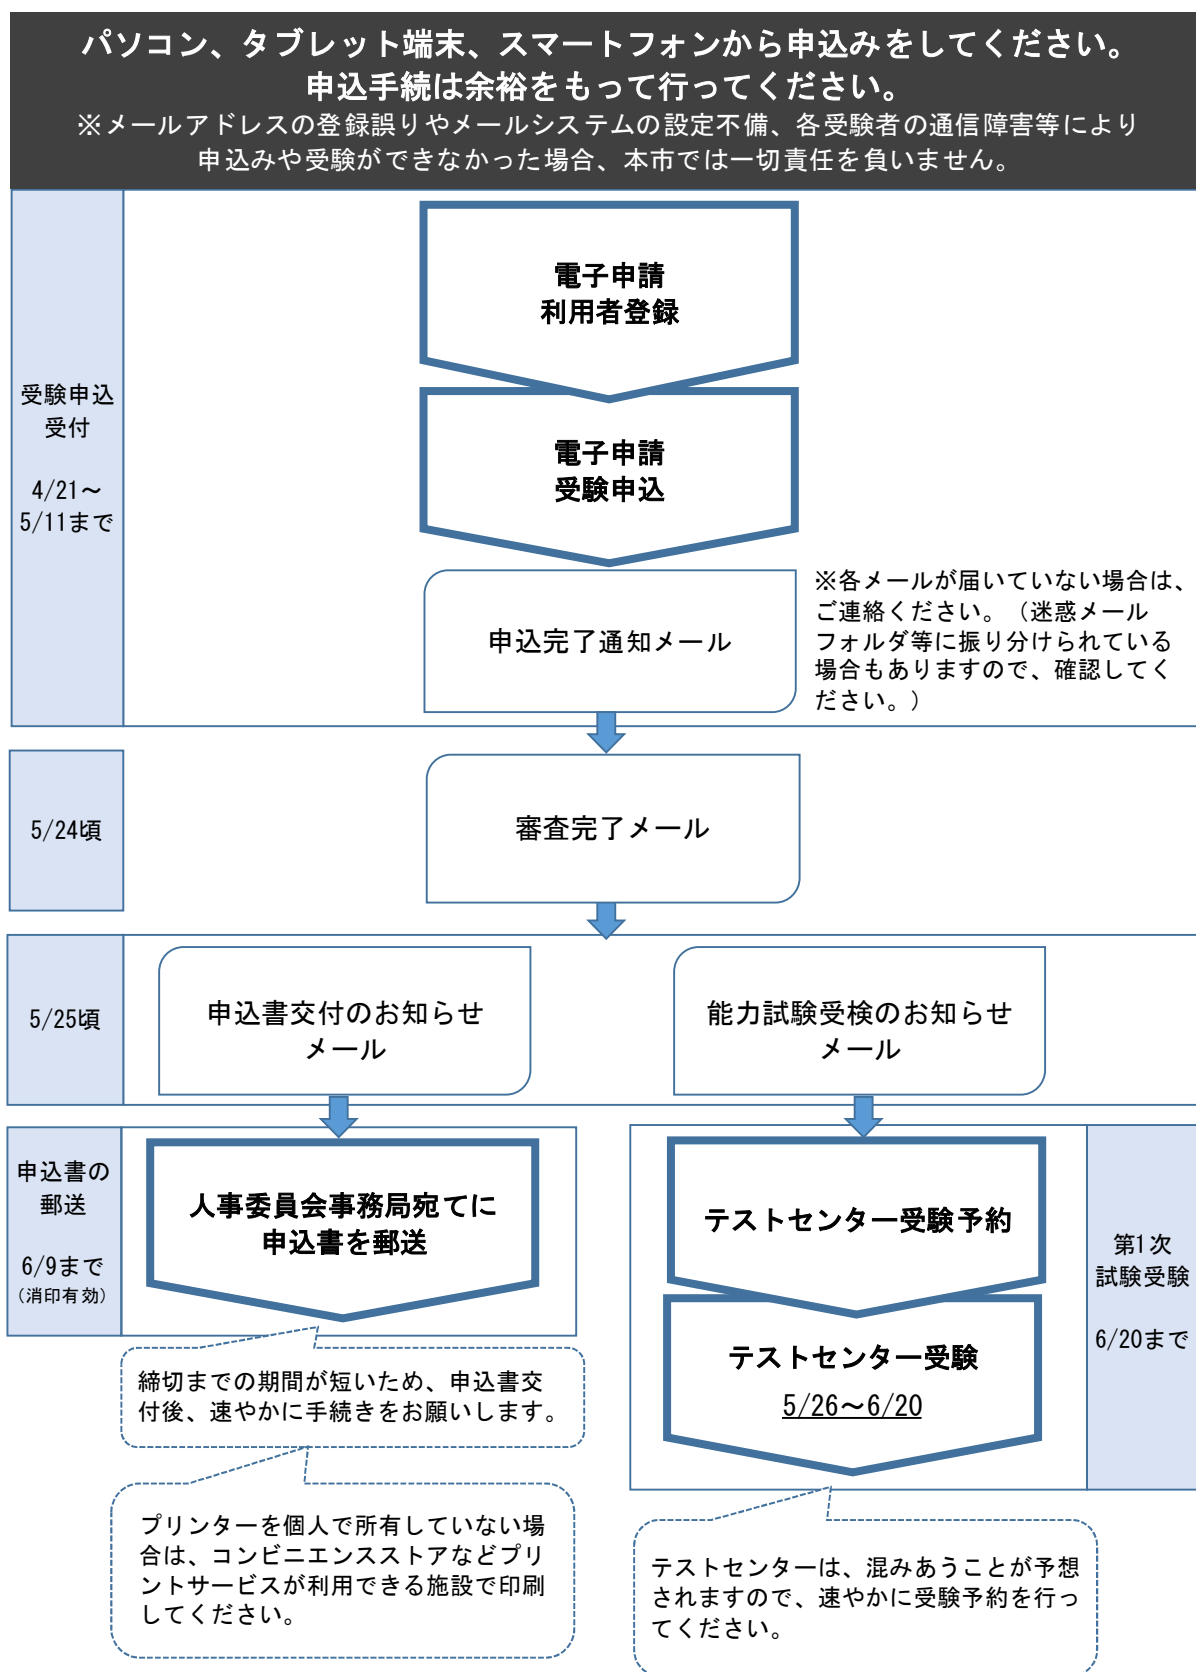 パソコン、タブレット端末、スマートフォンから申込みをしてください。
申込手続は余裕をもって行ってください。
※メールアドレスの登録誤りやメールシステムの設定不備、各受験者の通信障害等により
申込みや受験ができなかった場合、本市では一切責任を負いません。
受験申込
受付
4/21～
5/11まで
電子申請
利用者登録
電子申請
受験申込
申込完了通知メール
※各メールが届いていない場合は、
ご連絡ください。（迷惑メール
フォルダ等に振り分けられている
場合もありますので、確認してく
ださい。）
5/24頃
審査完了メール
5/25頃
申込書交付のお知らせ
メール
能力試験受検のお知らせ
メール
申込書の
郵送
6/9まで
（消印有効）
人事委員会事務局宛てに
申込書を郵送
テストセンター受験予約
テストセンター受験
5/26～6/20
第1次
試験受験
6/20まで
締切までの期間が短いため、申込書交
付後、速やかに手続きをお願いします。
プリンターを個人で所有していない場
合は、コンビニエンスストアなどプリ
ントサービスが利用できる施設で印刷
してください。
テストセンターは、混みあうことが予想
されますので、速やかに受験予約を行っ
てください。